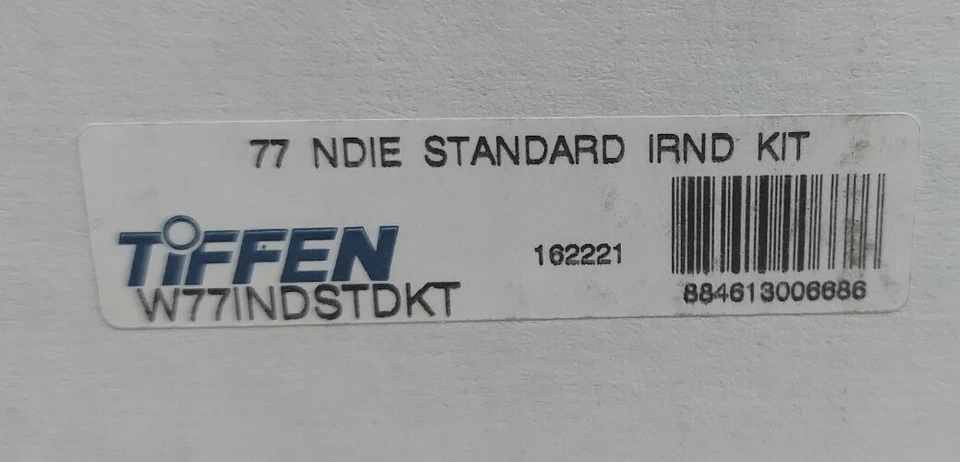 77 NDIE STANDARD IRND KIT
TiFFEN
162221
W77INDSTDKT
884613006686